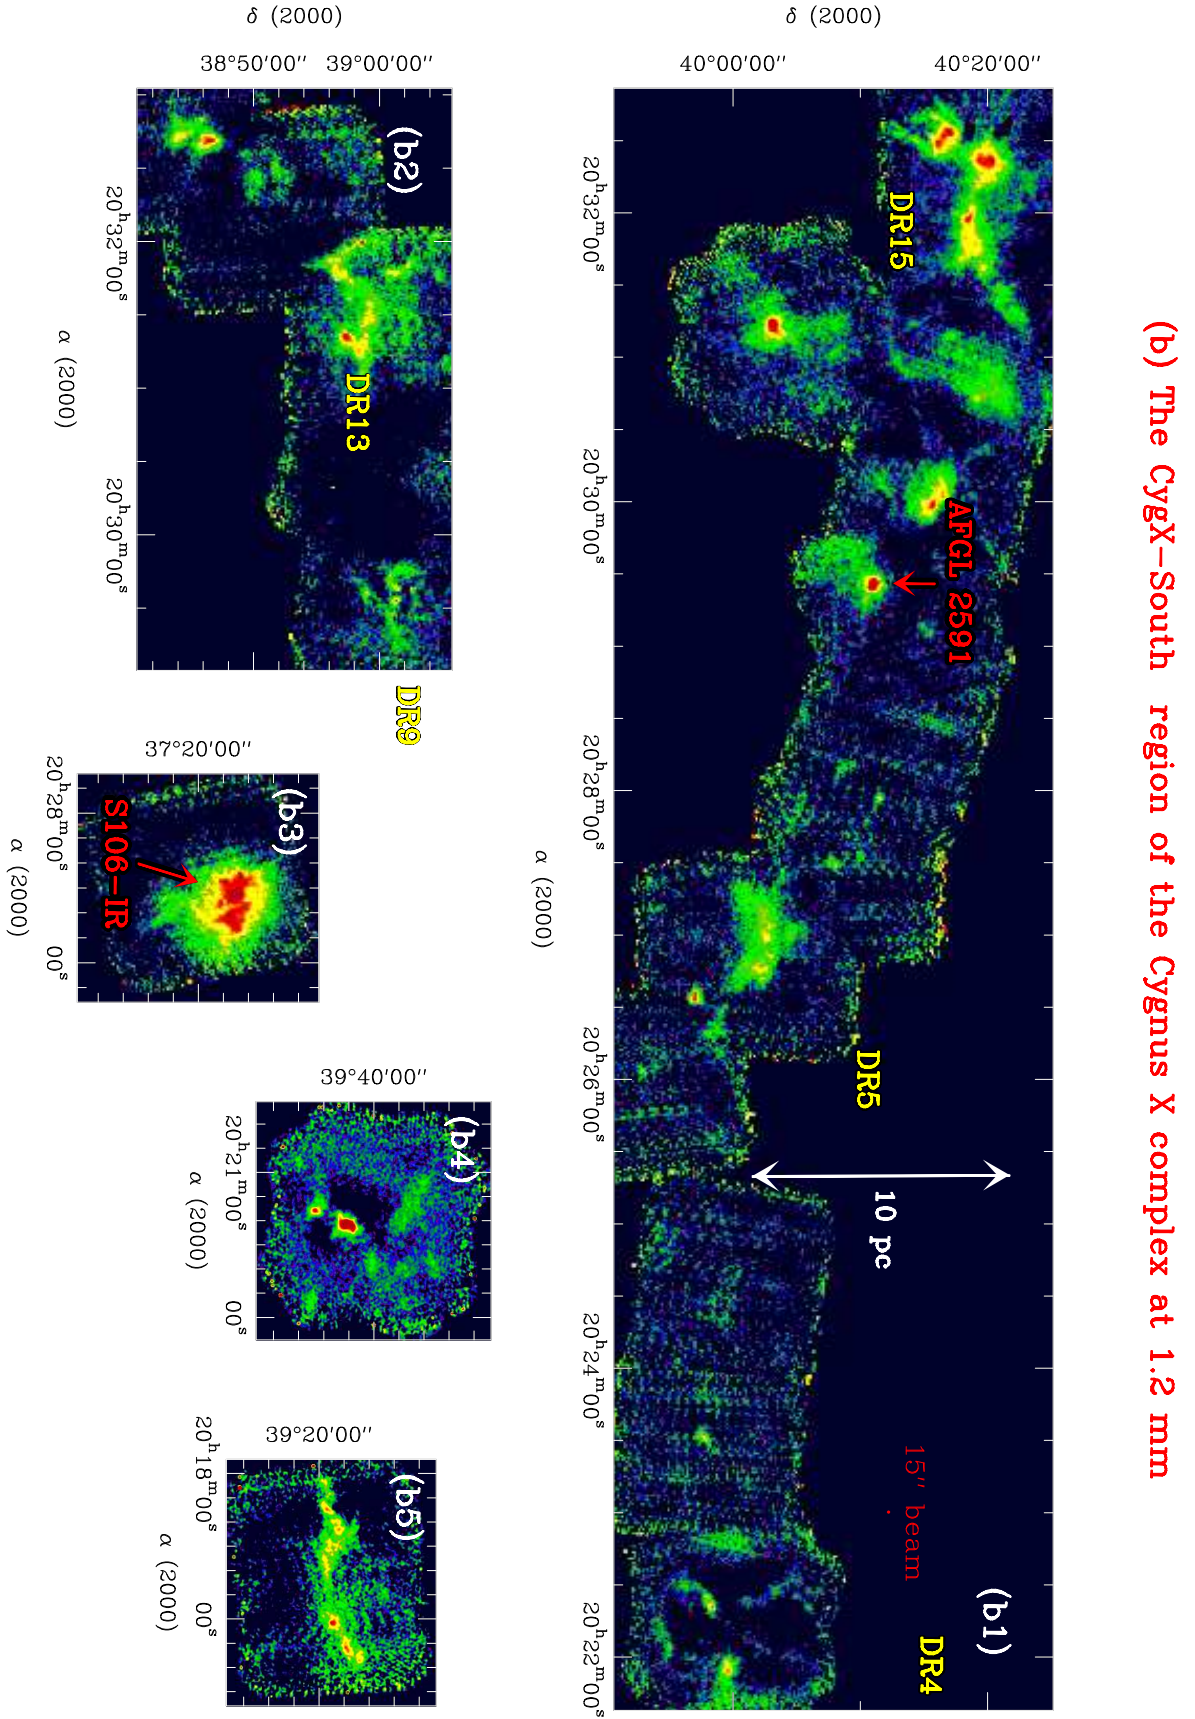 (b) The CygX-South region of the Cygnus X complex at 1.2 mm
δ (2000)
40°00'00"
40°20'00"
DR15
AFGL 2591
DR5
10 pc
15" beam
(b1)
DR4
20h32m00s
20h30m00s
20h28m00s
20h26m00s
20h24m00s
20h22m00s
α (2000)
δ (2000)
38°50'00"
39°00'00"
(b2)
DR13
DR9
20h32m00s
20h30m00s
α (2000)
37°20'00"
(b3)
S106-IR
20h28m00s
00s
α (2000)
39°40'00"
(b4)
20h21m00s
00s
α (2000)
39°20'00"
(b5)
20h18m00s
00s
α (2000)